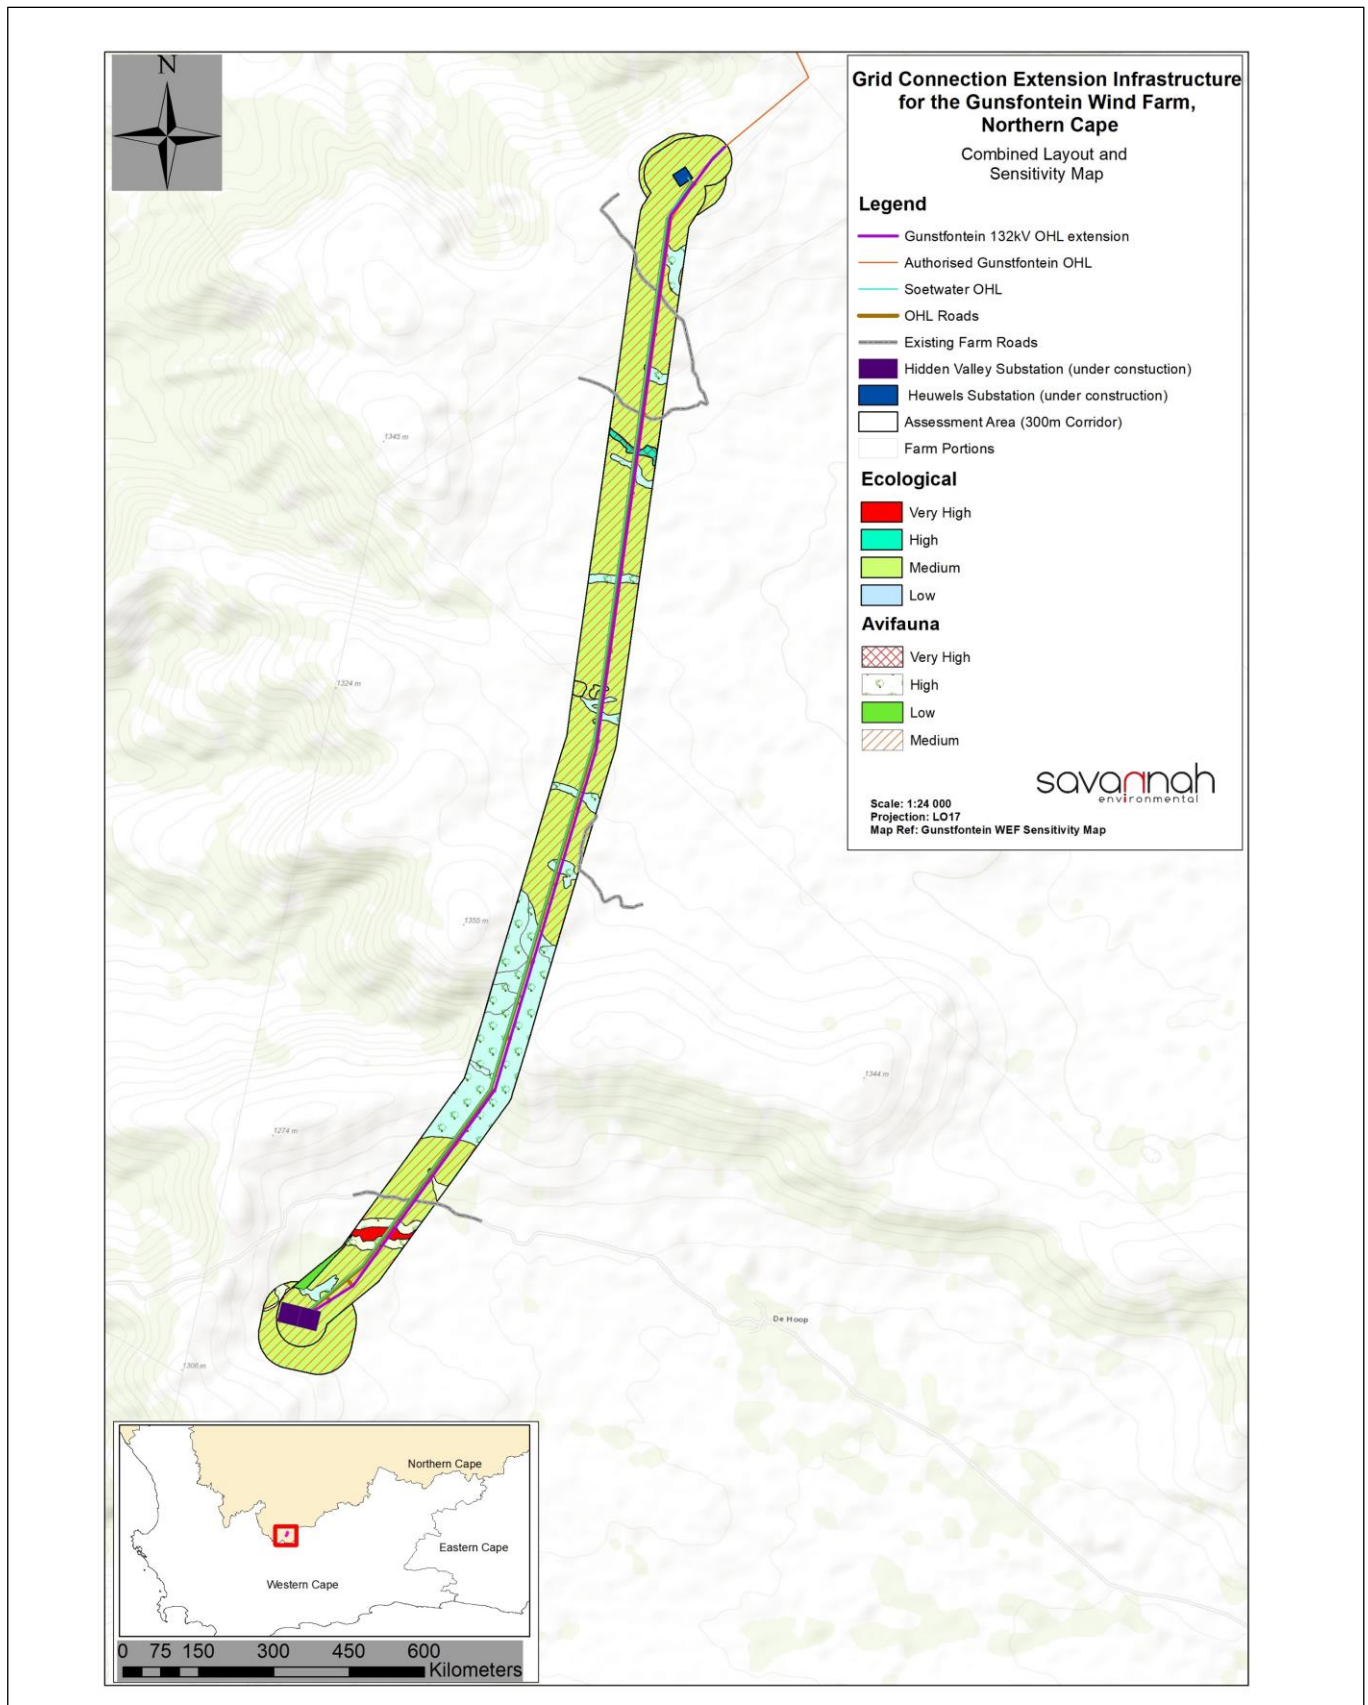 N
Grid Connection Extension Infrastructure
for the Gunsfontein Wind Farm,
Northern Cape
Combined Layout and
Sensitivity Map
Legend
Gunstfontein 132kV OHL extension
Authorised Gunstfontein OHL
Soetwater OHL
OHL Roads
Existing Farm Roads
Hidden Valley Substation (under constuction)
Heuwels Substation (under construction)
Assessment Area (300m Corridor)
Farm Portions
Ecological
Very High
High
Medium
Low
Avifauna
Very High
High
Low
Medium
savannah
environmental
Scale: 1:24 000
Projection: LO17
Map Ref: Gunstfontein WEF Sensitivity Map
1345 m
1324 m
1355 m
1344 m
1274 m
De Hoop
1306 m
Northern Cape
Eastern Cape
Western Cape
0 75 150 300 450 600
Kilometers